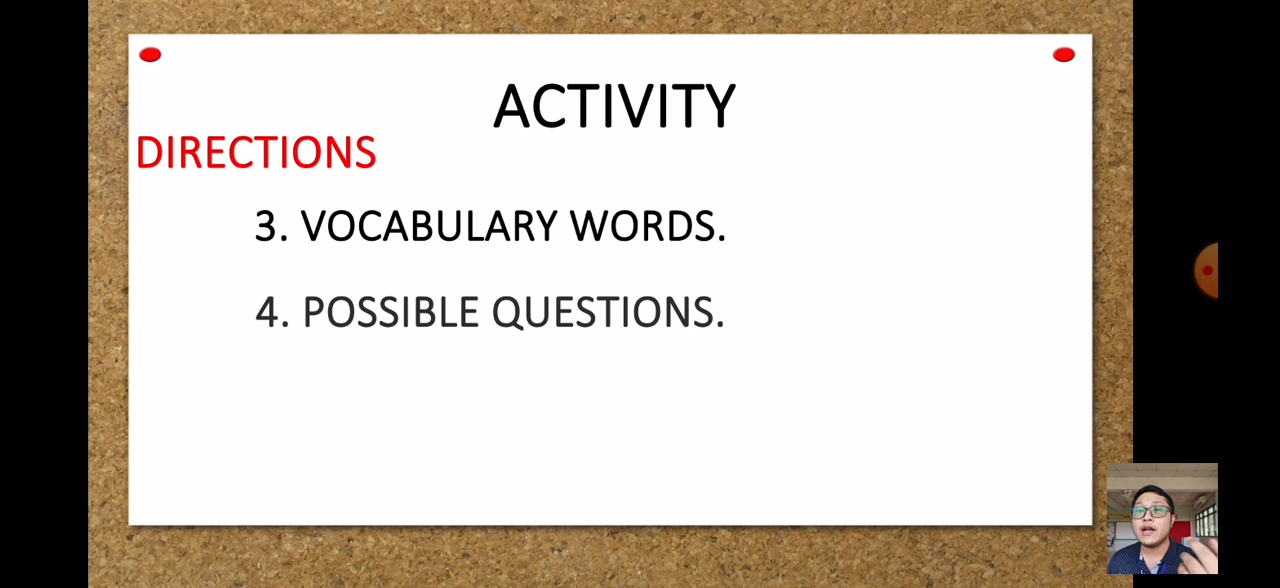 ACTIVITY
DIRECTIONS
3. VOCABULARY WORDS.
4. POSSIBLE QUESTIONS.